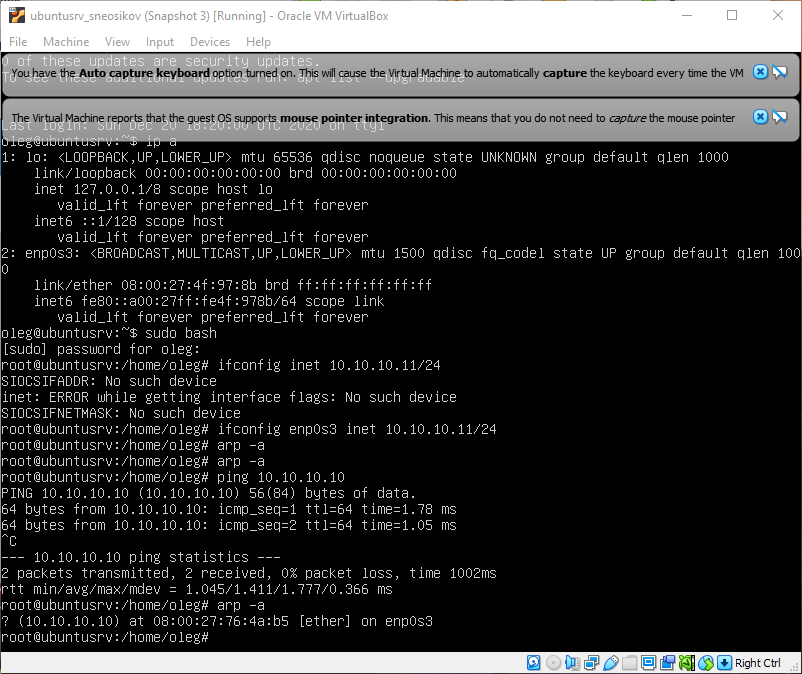 ubuntusrv_sneosikov (Snapshot 3) [Running] - Oracle VM VirtualBox
File Machine View Input Devices Help
0 of these updates are security updates.
You have the Auto capture keyboard option turned on. This will cause the Virtual Machine to automatically capture the keyboard every time the VM
To see these additional updates run: apt list --upgradable
The Virtual Machine reports that the guest OS supports mouse pointer integration. This means that you do not need to capture the mouse pointer
Last login: Sun Dec 20 18:20:00 UTC 2020 on tty1
oleg@ubuntusrv:~$ ip a
1: lo: <LOOPBACK,UP,LOWER_UP> mtu 65536 qdisc noqueue state UNKNOWN group default qlen 1000
link/loopback 00:00:00:00:00:00 brd 00:00:00:00:00:00
inet 127.0.0.1/8 scope host lo
valid_lft forever preferred_lft forever
inet6 ::1/128 scope host
valid_lft forever preferred_lft forever
2: enp0s3: <BROADCAST,MULTICAST,UP,LOWER_UP> mtu 1500 qdisc fq_codel state UP group default qlen 100
0
link/ether 08:00:27:4f:97:8b brd ff:ff:ff:ff:ff:ff
inet6 fe80::a00:27ff:fe4f:978b/64 scope link
valid_lft forever preferred_lft forever
oleg@ubuntusrv:~$ sudo bash
[sudo] password for oleg:
root@ubuntusrv:/home/oleg# ifconfig inet 10.10.10.11/24
SIOCSIFADDR: No such device
inet: ERROR while getting interface flags: No such device
SIOCSIFNETMASK: No such device
root@ubuntusrv:/home/oleg# ifconfig enp0s3 inet 10.10.10.11/24
root@ubuntusrv:/home/oleg# arp -a
root@ubuntusrv:/home/oleg# arp -a
root@ubuntusrv:/home/oleg# ping 10.10.10.10
PING 10.10.10.10 (10.10.10.10) 56(84) bytes of data.
64 bytes from 10.10.10.10: icmp_seq=1 ttl=64 time=1.78 ms
64 bytes from 10.10.10.10: icmp_seq=2 ttl=64 time=1.05 ms
^C
--- 10.10.10.10 ping statistics ---
2 packets transmitted, 2 received, 0% packet loss, time 1002ms
rtt min/avg/max/mdev = 1.045/1.411/1.777/0.366 ms
root@ubuntusrv:/home/oleg# arp -a
? (10.10.10.10) at 08:00:27:76:4a:b5 [ether] on enp0s3
root@ubuntusrv:/home/oleg#
Right Ctrl